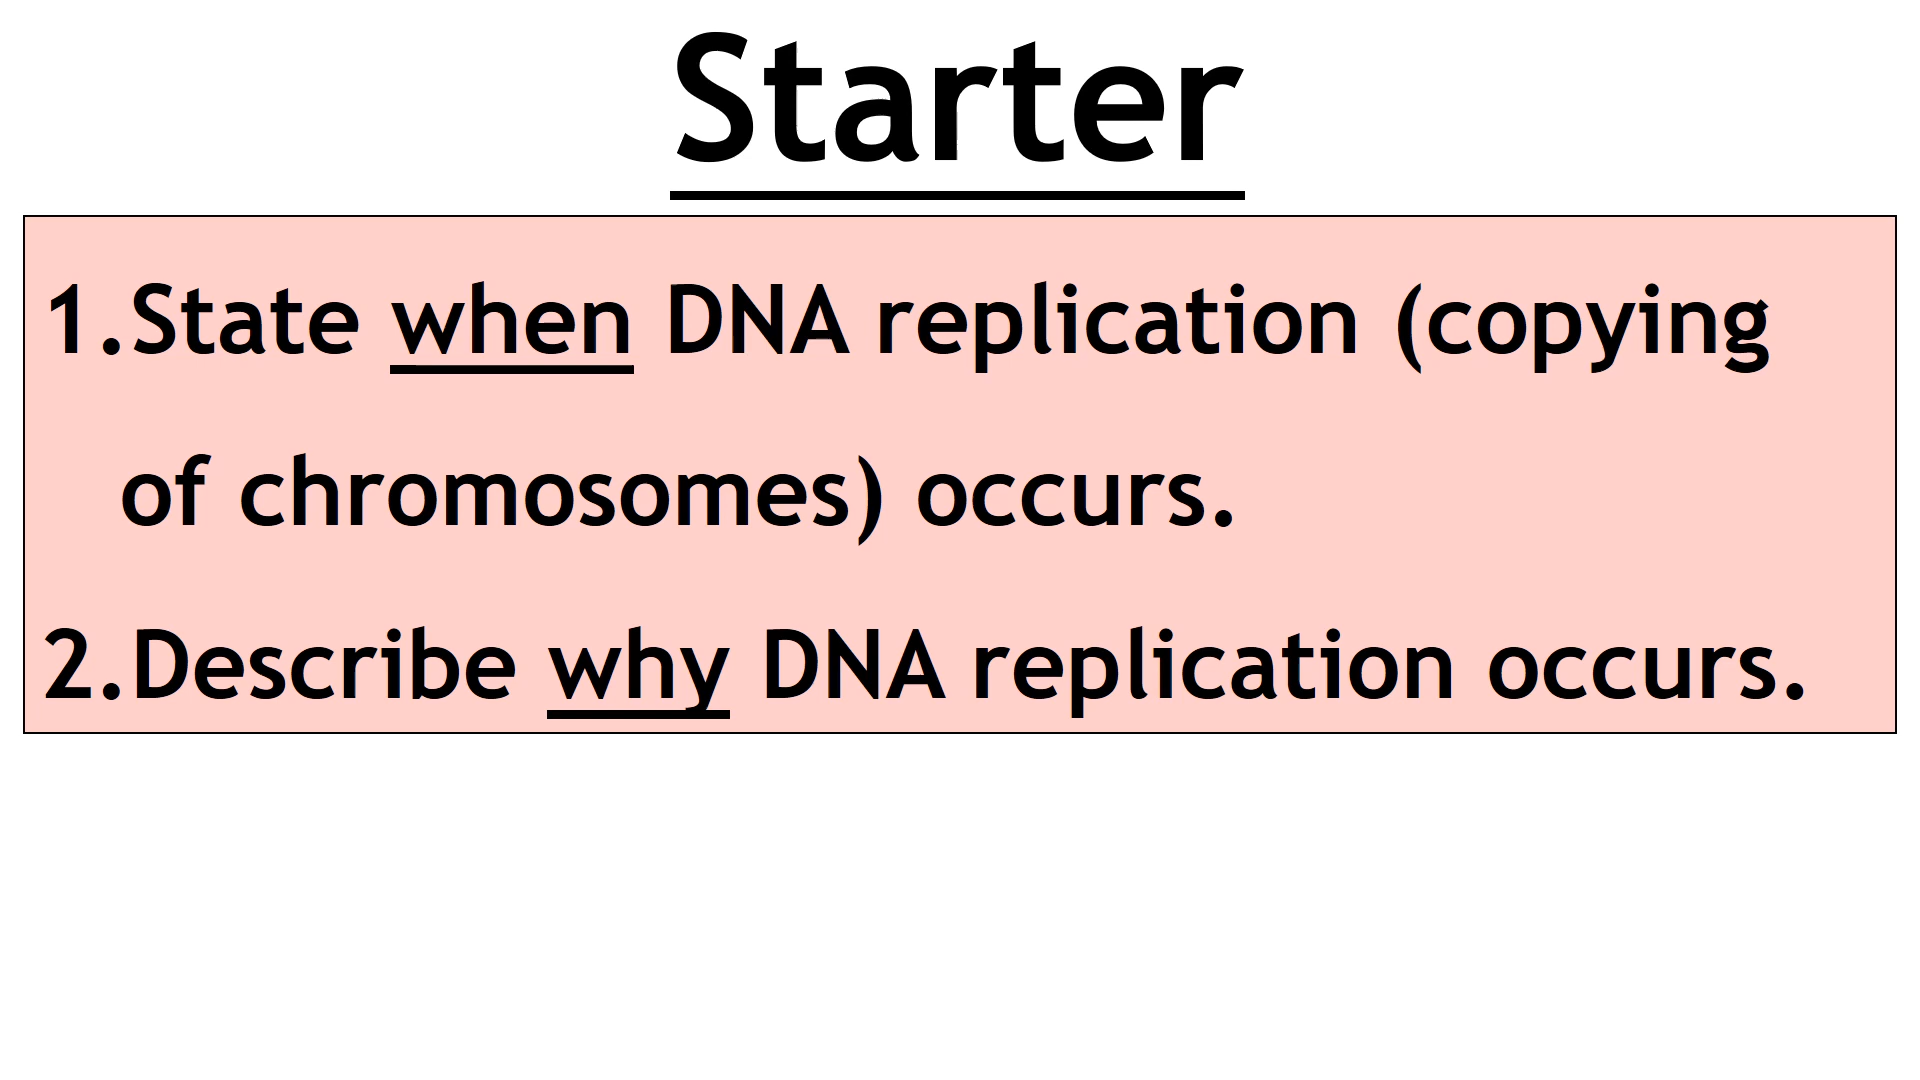 Starter
1.State when DNA replication (copying
of chromosomes) occurs.
2.Describe why DNA replication occurs.